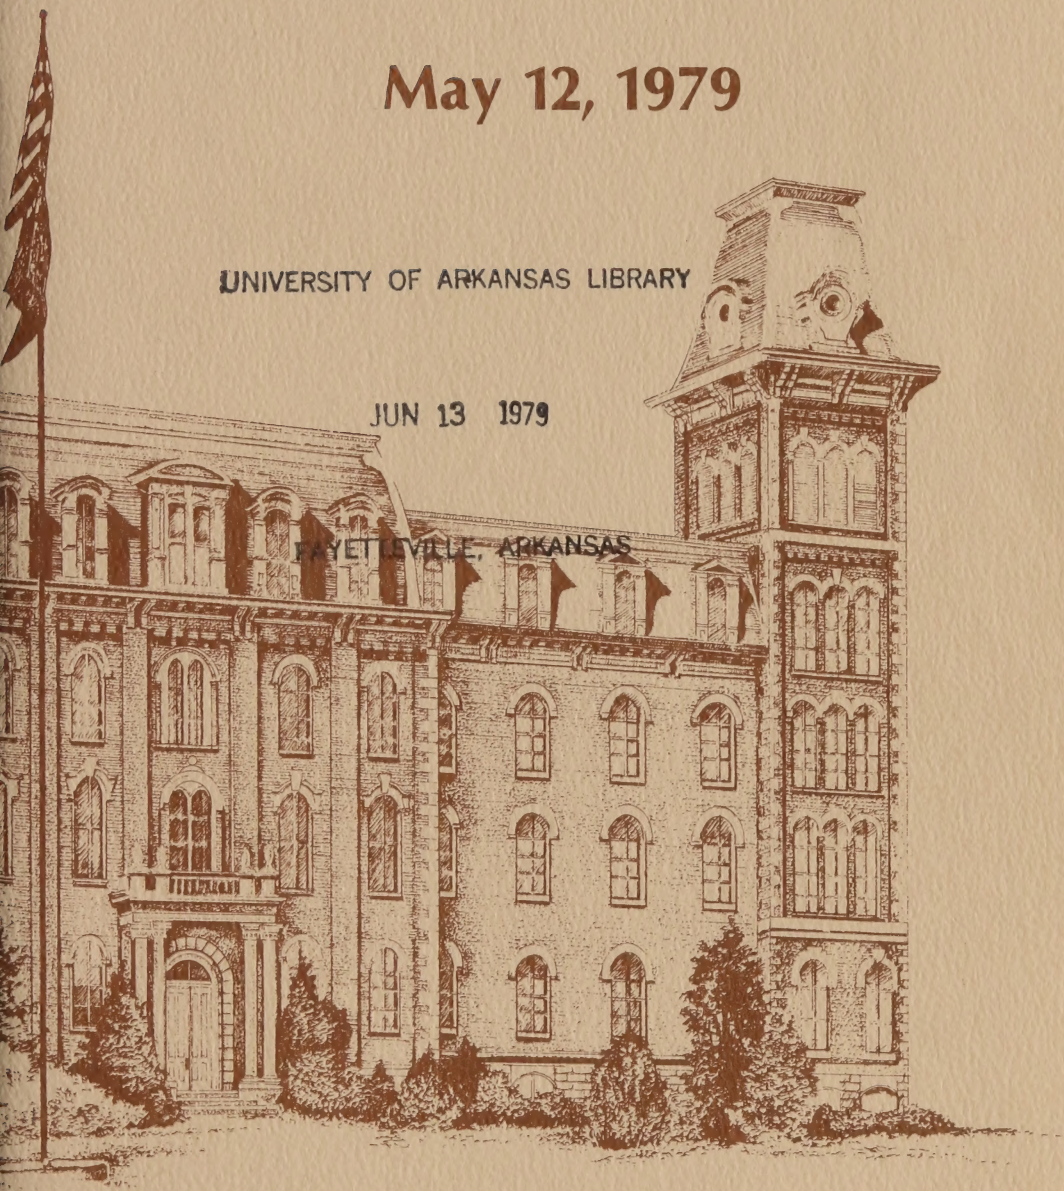 May 12, 1979
UNIVERSITY OF ARKANSAS LIBRARY
JUN 13 1979
FAYETTEVILLE, ARKANSAS